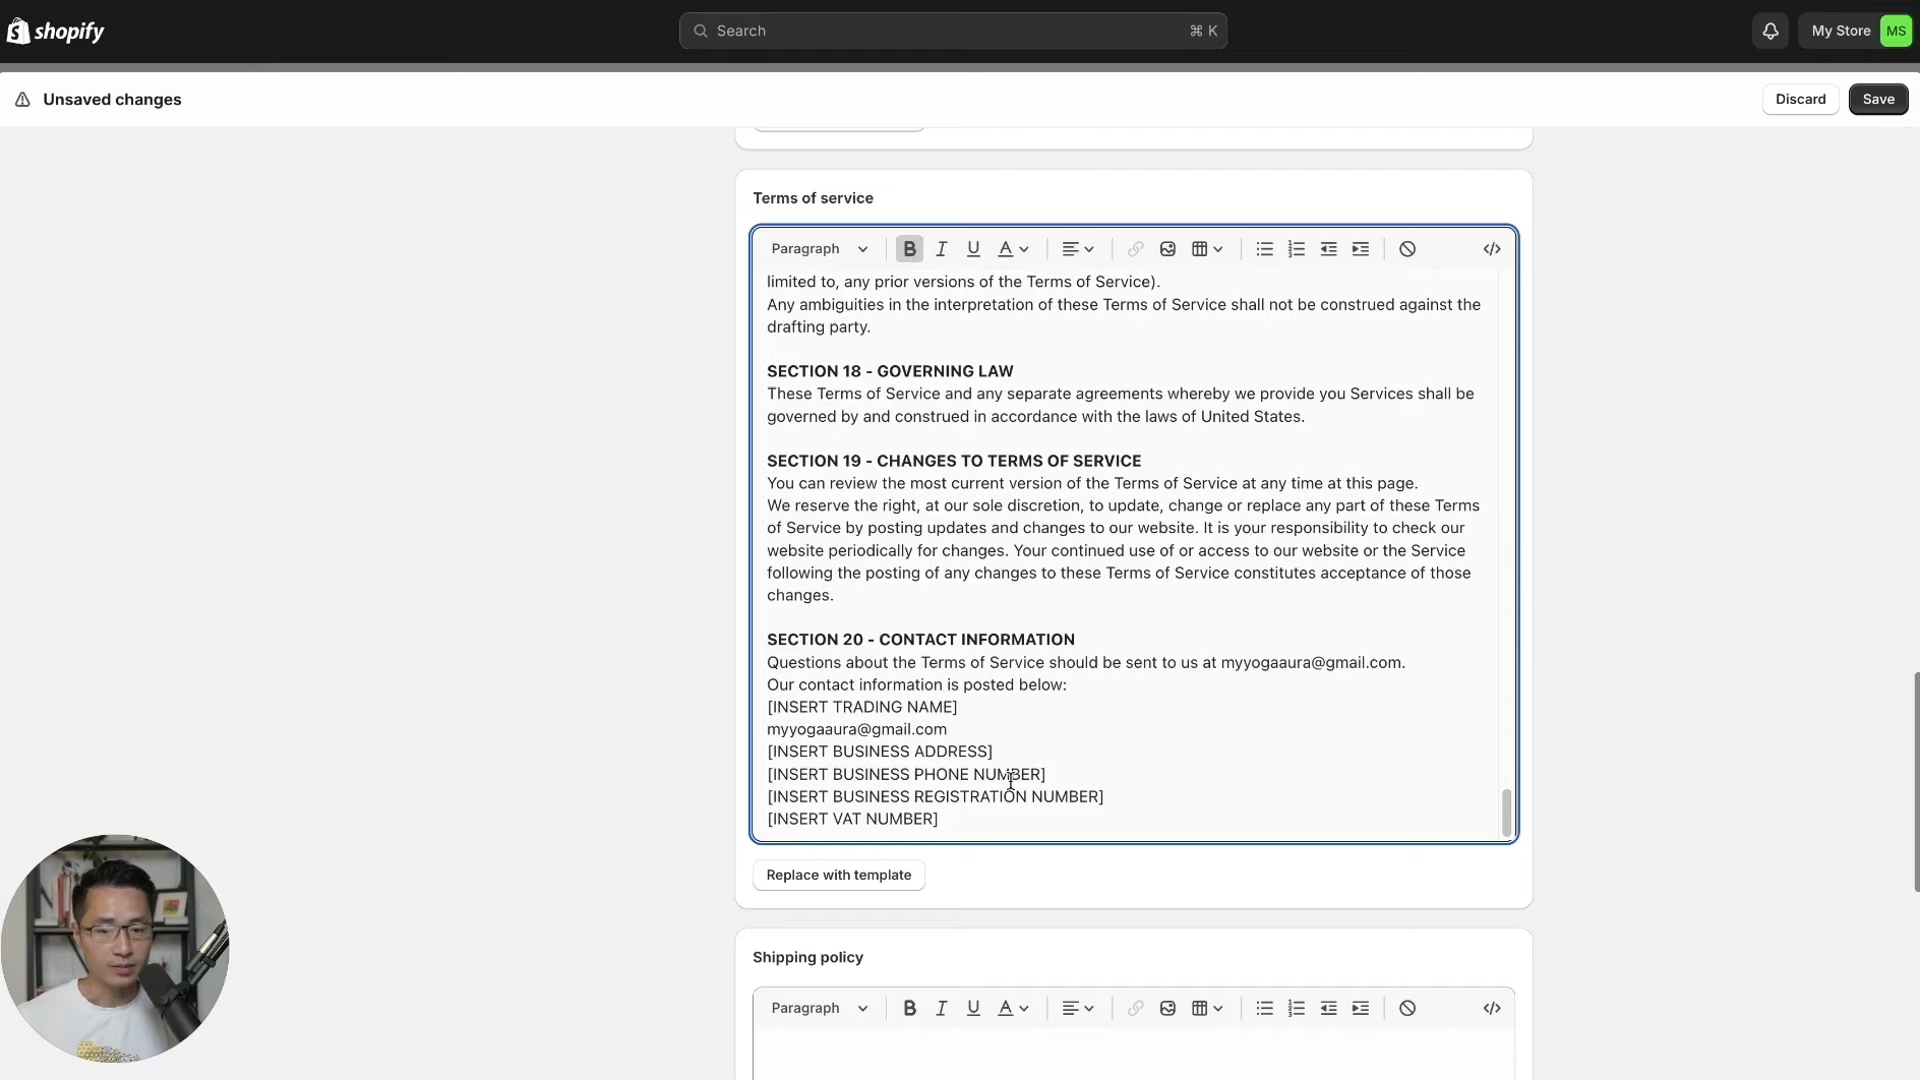 shopify
Search
⌘ K
My Store
MS
Unsaved changes
Discard
Save
Terms of service
Paragraph
B I U A
limited to, any prior versions of the Terms of Service).
Any ambiguities in the interpretation of these Terms of Service shall not be construed against the
drafting party.
SECTION 18 - GOVERNING LAW
These Terms of Service and any separate agreements whereby we provide you Services shall be
governed by and construed in accordance with the laws of United States.
SECTION 19 - CHANGES TO TERMS OF SERVICE
You can review the most current version of the Terms of Service at any time at this page.
We reserve the right, at our sole discretion, to update, change or replace any part of these Terms
of Service by posting updates and changes to our website. It is your responsibility to check our
website periodically for changes. Your continued use of or access to our website or the Service
following the posting of any changes to these Terms of Service constitutes acceptance of those
changes.
SECTION 20 - CONTACT INFORMATION
Questions about the Terms of Service should be sent to us at myyogaaura@gmail.com.
Our contact information is posted below:
[INSERT TRADING NAME]
myyogaaura@gmail.com
[INSERT BUSINESS ADDRESS]
[INSERT BUSINESS PHONE NUMBER]
[INSERT BUSINESS REGISTRATION NUMBER]
[INSERT VAT NUMBER]
Replace with template
Shipping policy
Paragraph
B I U A